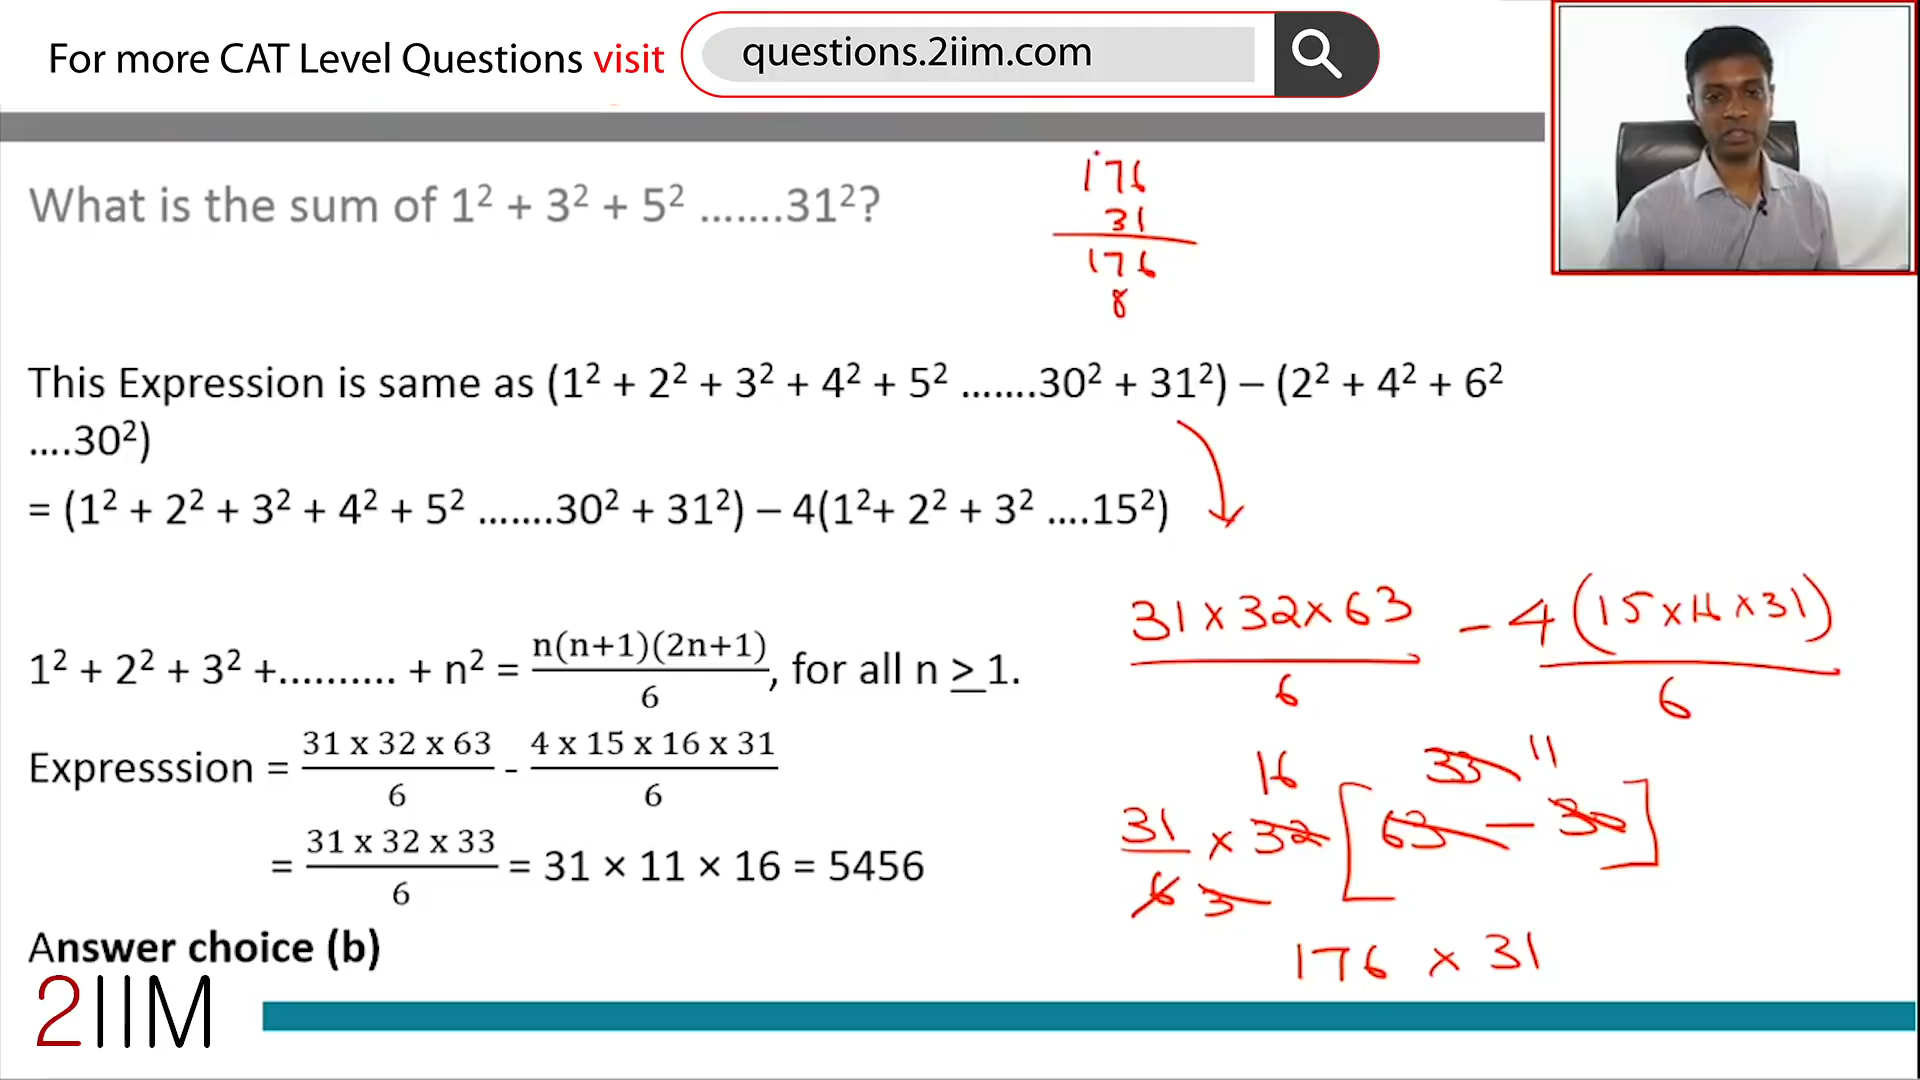 For more CAT Level Questions visit questions.2iim.com
What is the sum of 1² + 3² + 5² …….31²?
176
31
176
8
This Expression is same as (1² + 2² + 3² + 4² + 5² …….30² + 31²) – (2² + 4² + 6²
….30²)
= (1² + 2² + 3² + 4² + 5² …….30² + 31²) – 4(1²+ 2² + 3² ….15²)
31 x 32 x 63 / 6 - 4 (15 x 16 x 31) / 6
1² + 2² + 3² +………. + n² = n(n+1)(2n+1) / 6, for all n ≥ 1.
Expresssion = 31 x 32 x 63 / 6 - 4 x 15 x 16 x 31 / 6
16 33 11
31 / 6 3 x 32 [63 – 30]
= 31 x 32 x 33 / 6 = 31 × 11 × 16 = 5456
176 x 31
Answer choice (b)
2IIM